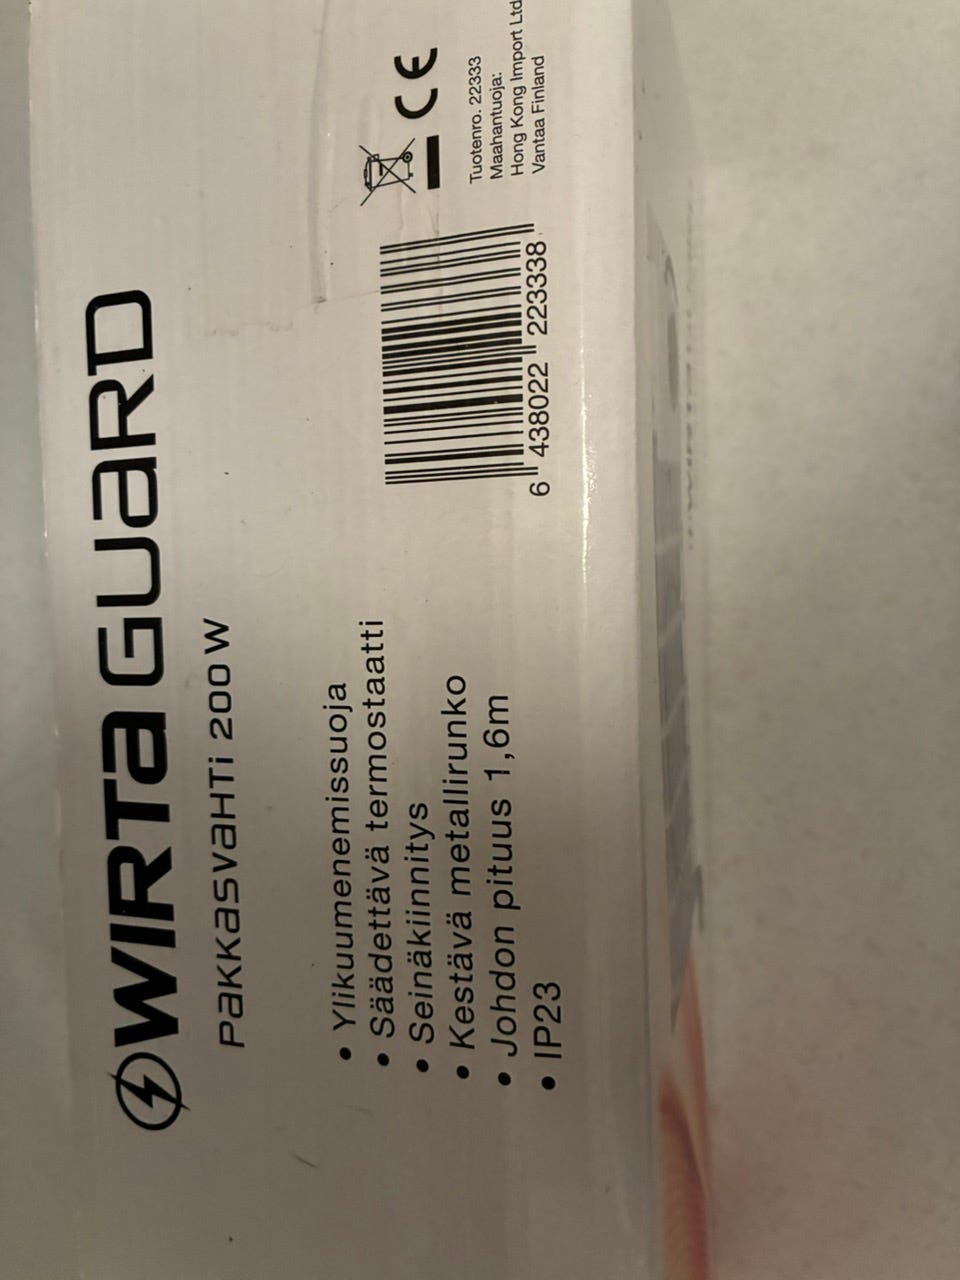 WIRTA GUARD
PAKKASVAHTI 200 W
• Ylikuumenemissuoja
• Säädettävä termostaatti
• Seinäkiinnitys
• Kestävä metallirunko
• Johdon pituus 1,6m
• IP23
6 438022 223338
CE
Tuotenro. 22333
Maahantuoja:
Hong Kong Import Ltd
Vantaa Finland